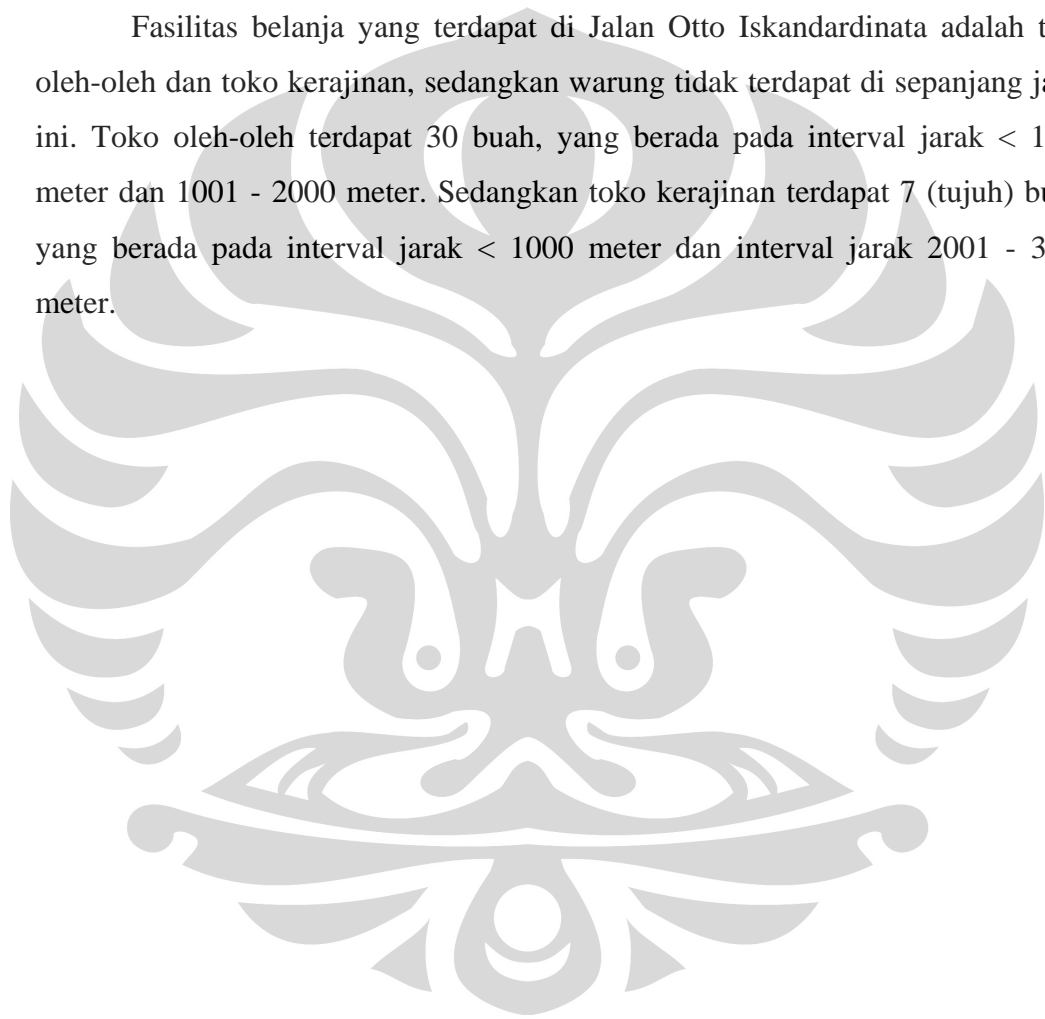 Fasilitas belanja yang terdapat di Jalan Otto Iskandardinata adalah
oleh-oleh dan toko kerajinan, sedangkan warung tidak terdapat di sepanjang
ini. Toko oleh-oleh terdapat 30 buah, yang berada pada interval jarak <
meter dan 1001 - 2000 meter. Sedangkan toko kerajinan terdapat 7 (tujuh)
yang berada pada interval jarak < 1000 meter dan interval jarak 2001 -
meter.